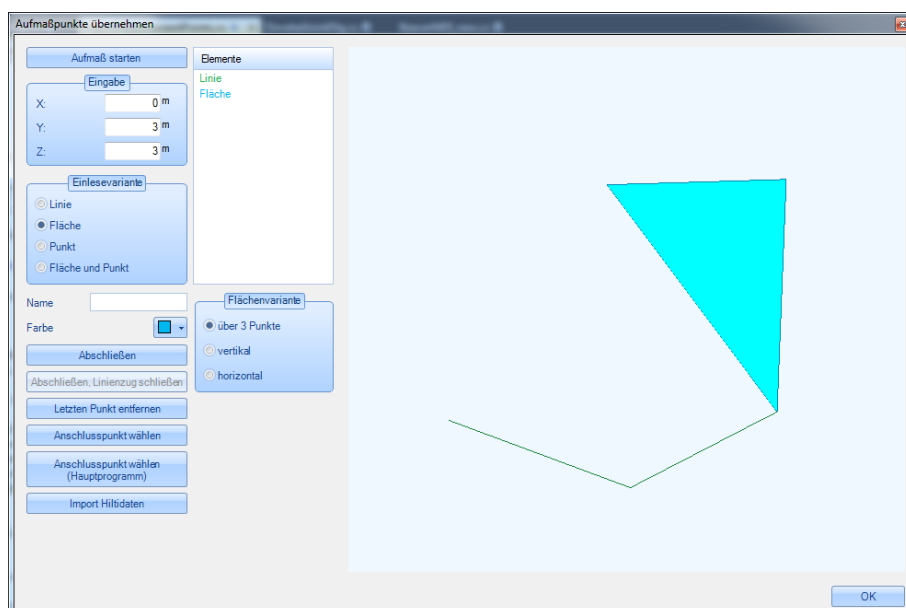 Aufmaßpunkte übernehmen
Aufmaß starten
Eingabe
X: 0 m
Y: 3 m
Z: 3 m
Einlesevariante
Linie
Fläche
Punkt
Fläche und Punkt
Name
Farbe
Abschließen
Abschließen, Linienzug schließen
Letzten Punkt entfernen
Anschlusspunkt wählen
Anschlusspunkt wählen
(Hauptprogramm)
Import Hiltidaten
Elemente
Linie
Fläche
Flächenvariante
über 3 Punkte
vertikal
horizontal
OK